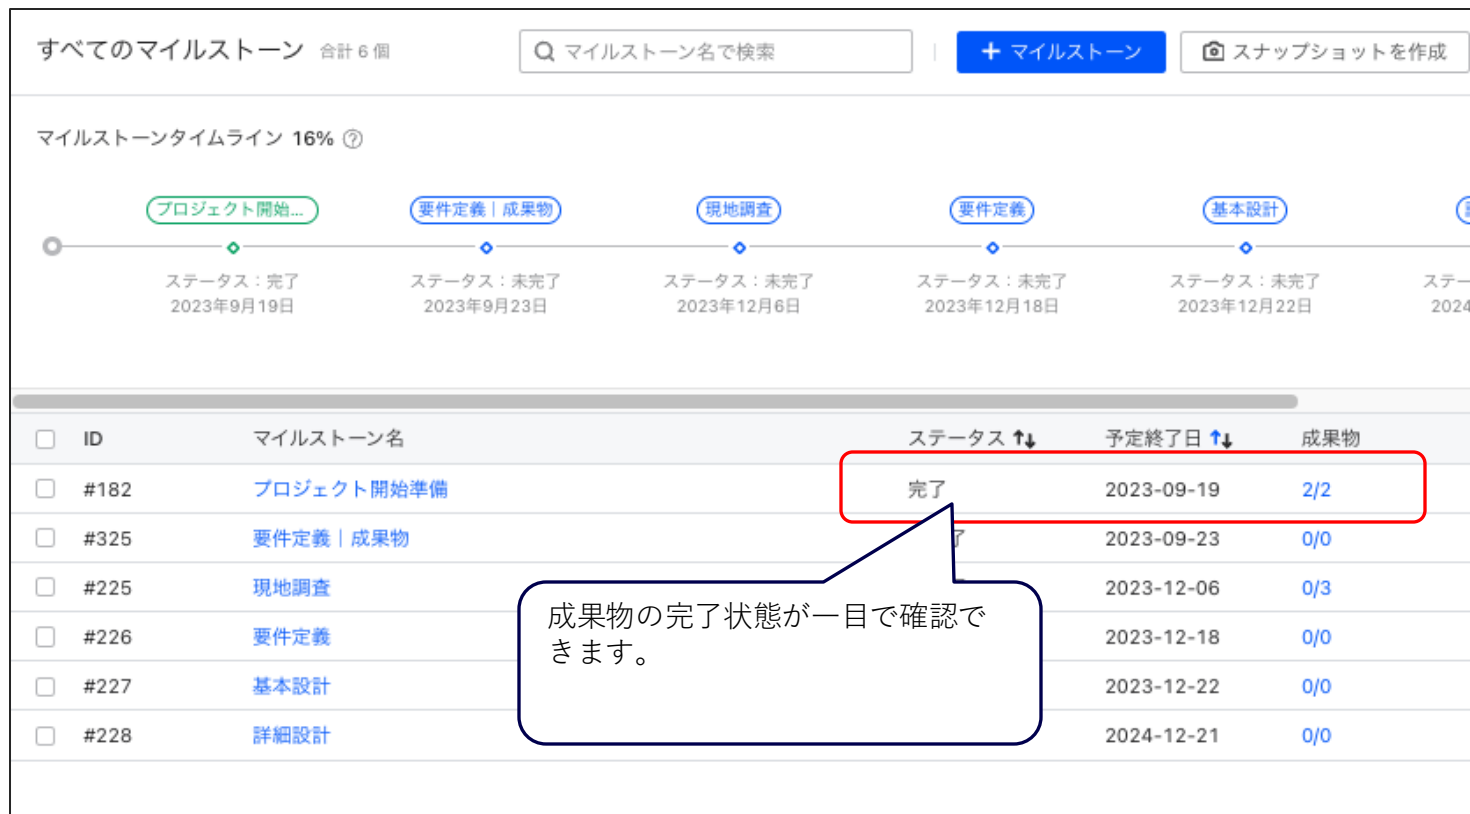 すべてのマイルストーン 合計 6 個 マイルストーン名で検索 + マイルストーン スナップショットを作成
マイルストーンタイムライン 16%
プロジェクト開始... 要件定義｜成果物 現地調査 要件定義 基本設計
ステータス：完了 ステータス：未完了 ステータス：未完了 ステータス：未完了 ステータス：未完了 ステー
2023年9月19日 2023年9月23日 2023年12月6日 2023年12月18日 2023年12月22日 2024
ID マイルストーン名 ステータス 予定終了日 成果物
#182 プロジェクト開始準備 完了 2023-09-19 2/2
#325 要件定義｜成果物 了 2023-09-23 0/0
#225 現地調査 2023-12-06 0/3
#226 要件定義 2023-12-18 0/0
#227 基本設計 2023-12-22 0/0
#228 詳細設計 2024-12-21 0/0
成果物の完了状態が一目で確認で
きます。